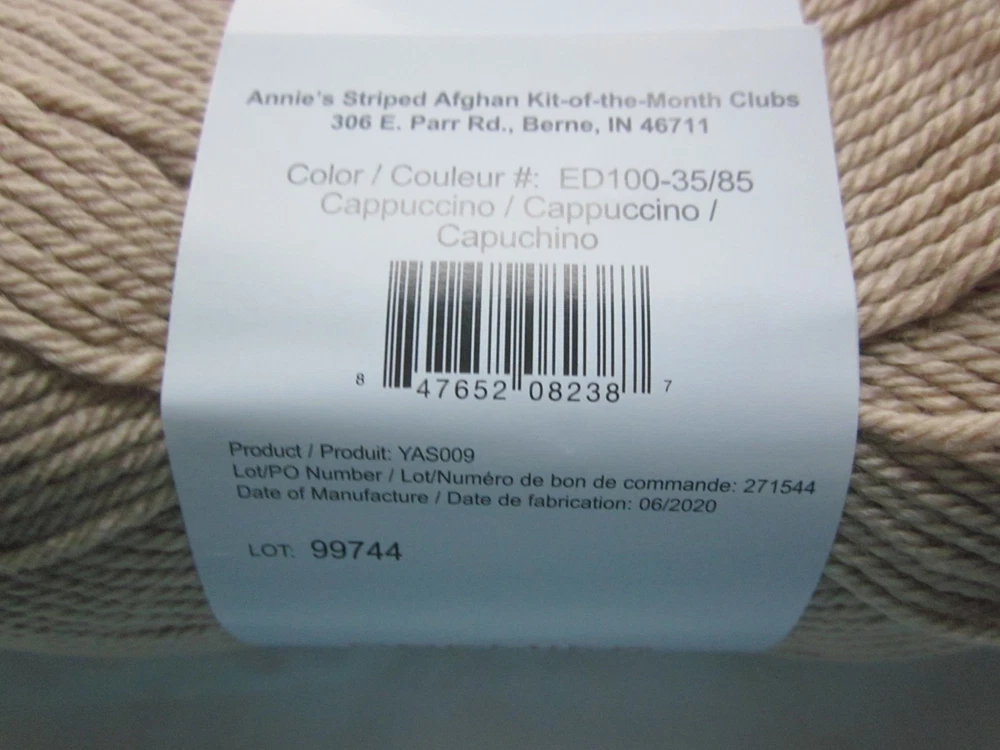 Annie's Striped Afghan Kit-of-the-Month Clubs
306 E. Parr Rd., Berne, IN 46711
Color / Couleur #: ED100-35/85
Cappuccino / Cappuccino /
Capuchino
8 47652 08238 7
Product / Produit: YAS009
Lot/PO Number / Lot/Numéro de bon de commande: 271544
Date of Manufacture / Date de fabrication: 06/2020
LOT: 99744